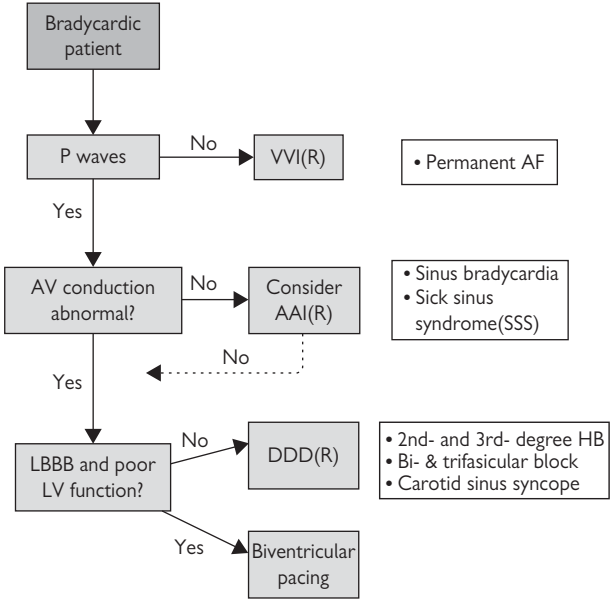 Bradycardic
patient
P waves
No
VVI(R)
• Permanent AF
Yes
AV conduction
abnormal?
No
Consider
AAI(R)
• Sinus bradycardia
• Sick sinus
syndrome(SSS)
No
Yes
LBBB and poor
LV function?
No
DDD(R)
• 2nd- and 3rd- degree HB
• Bi- & trifasicular block
• Carotid sinus syncope
Yes
Biventricular
pacing